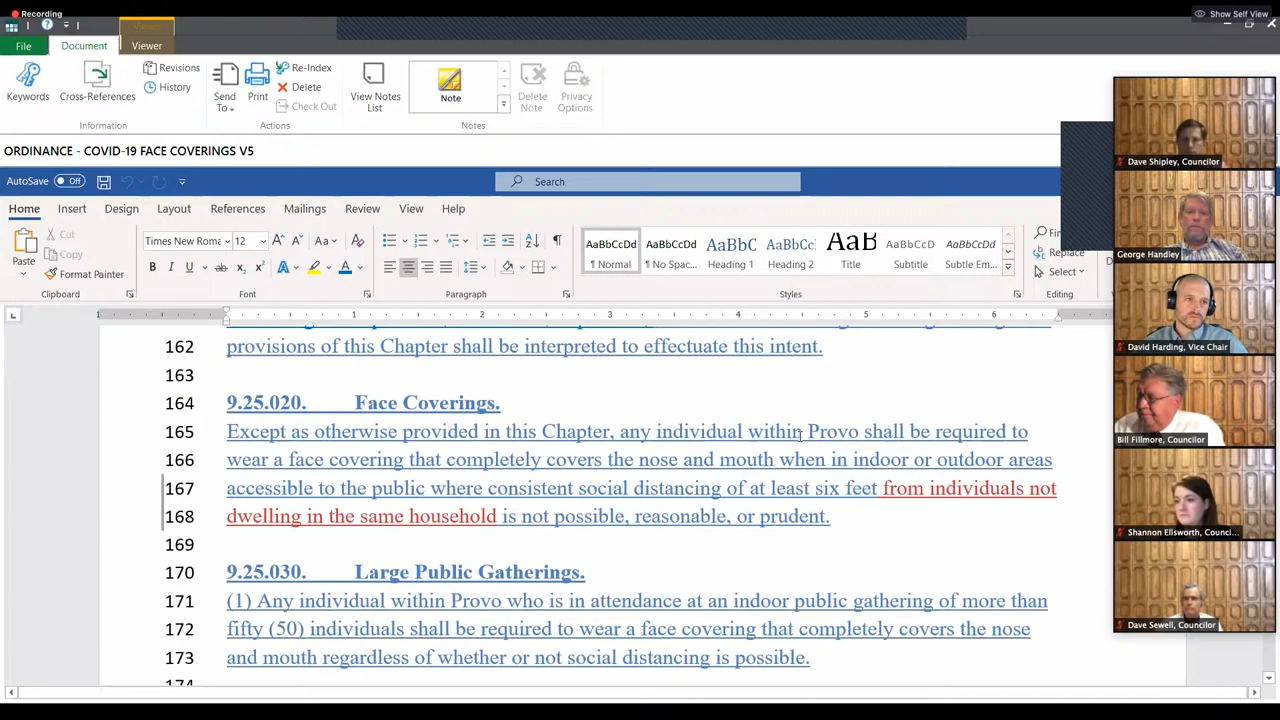 Recording
Show Self View
Viewer
File
Document
Viewer
Keywords
Cross-References
Revisions
History
Information
Send To
Print
Re-Index
Delete
Check Out
Actions
View Notes List
Note
Delete Note
Privacy Options
Notes
ORDINANCE - COVID-19 FACE COVERINGS V5
AutoSave Off
Search
Home Insert Design Layout References Mailings Review View Help
Paste
Cut
Copy
Format Painter
Clipboard
Times New Roma 12
Font
Paragraph
AaBbCcDd ¶ Normal
AaBbCcDd ¶ No Spac...
AaBbC Heading 1
AaBbCc Heading 2
AaB Title
AaBbCcD Subtitle
AaBbCcDd Subtle Em...
Styles
Replace
Select
Editing
1 1 2 3 4 5 6
162 provisions of this Chapter shall be interpreted to effectuate this intent.
163
164 9.25.020. Face Coverings.
165 Except as otherwise provided in this Chapter, any individual within Provo shall be required to
166 wear a face covering that completely covers the nose and mouth when in indoor or outdoor areas
167 accessible to the public where consistent social distancing of at least six feet from individuals not
168 dwelling in the same household is not possible, reasonable, or prudent.
169
170 9.25.030. Large Public Gatherings.
171 (1) Any individual within Provo who is in attendance at an indoor public gathering of more than
172 fifty (50) individuals shall be required to wear a face covering that completely covers the nose
173 and mouth regardless of whether or not social distancing is possible.
Dave Shipley, Councilor
George Handley
David Harding, Vice Chair
Bill Fillmore, Councilor
Shannon Ellsworth, Counci...
Dave Sewell, Councilor